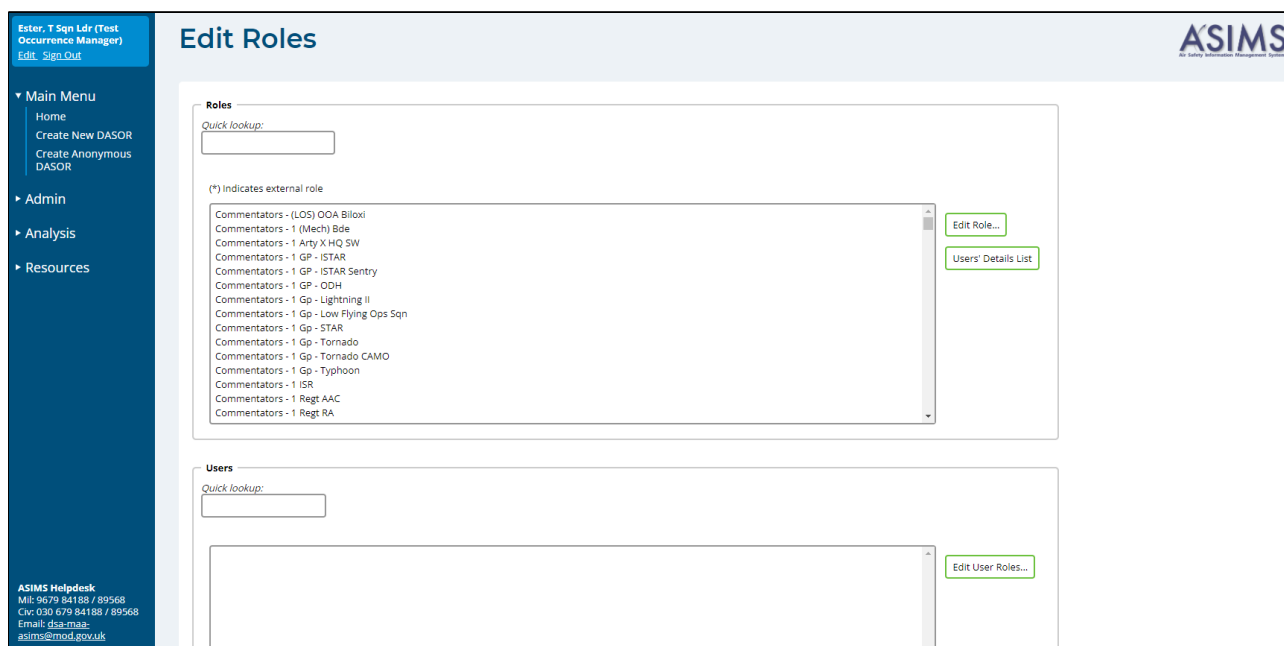 Ester, T Sqn Ldr (Test
Occurrence Manager)
Edit Sign Out
Main Menu
Home
Create New DASOR
Create Anonymous
DASOR
Admin
Analysis
Resources
ASIMS Helpdesk
Mil: 9679 84188 / 89568
Civ: 030 679 84188 / 89568
Email: dsa-maa-
asims@mod.gov.uk
Edit Roles
ASIMS
Air Safety Information Management System
Roles
Quick lookup:
(*) Indicates external role
Commentators - (LOS) OOA Biloxi
Commentators - 1 (Mech) Bde
Commentators - 1 Arty X HQ SW
Commentators - 1 GP - ISTAR
Commentators - 1 GP - ISTAR Sentry
Commentators - 1 GP - ODH
Commentators - 1 Gp - Lightning II
Commentators - 1 Gp - Low Flying Ops Sqn
Commentators - 1 Gp - STAR
Commentators - 1 Gp - Tornado
Commentators - 1 Gp - Tornado CAMO
Commentators - 1 Gp - Typhoon
Commentators - 1 ISR
Commentators - 1 Regt AAC
Commentators - 1 Regt RA
Edit Role...
Users' Details List
Users
Quick lookup:
Edit User Roles...